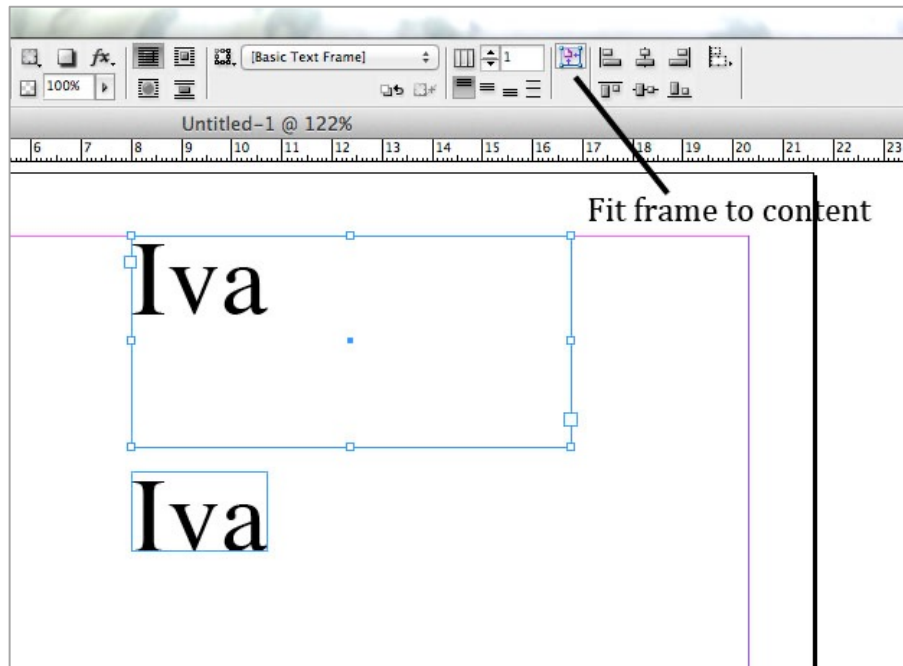 fx.
[Basic Text Frame]
1
100%
Untitled-1 @ 122%
6 7 8 9 10 11 12 13 14 15 16 17 18 19 20 21 22 23
Fit frame to content
Iva
Iva